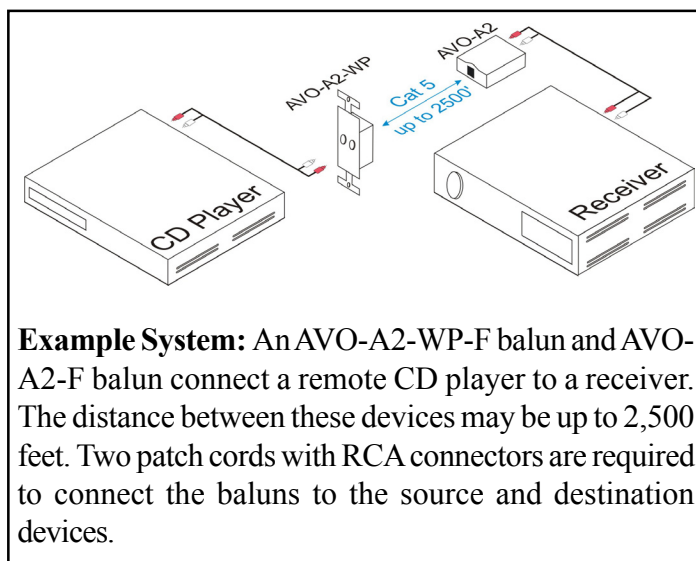 AVO-A2-WP
AVO-A2
Cat 5
up to 2500'
CD Player
Receiver
Example System: An AVO-A2-WP-F balun and AVO-
A2-F balun connect a remote CD player to a receiver.
The distance between these devices may be up to 2,500
feet. Two patch cords with RCA connectors are required
to connect the baluns to the source and destination
devices.